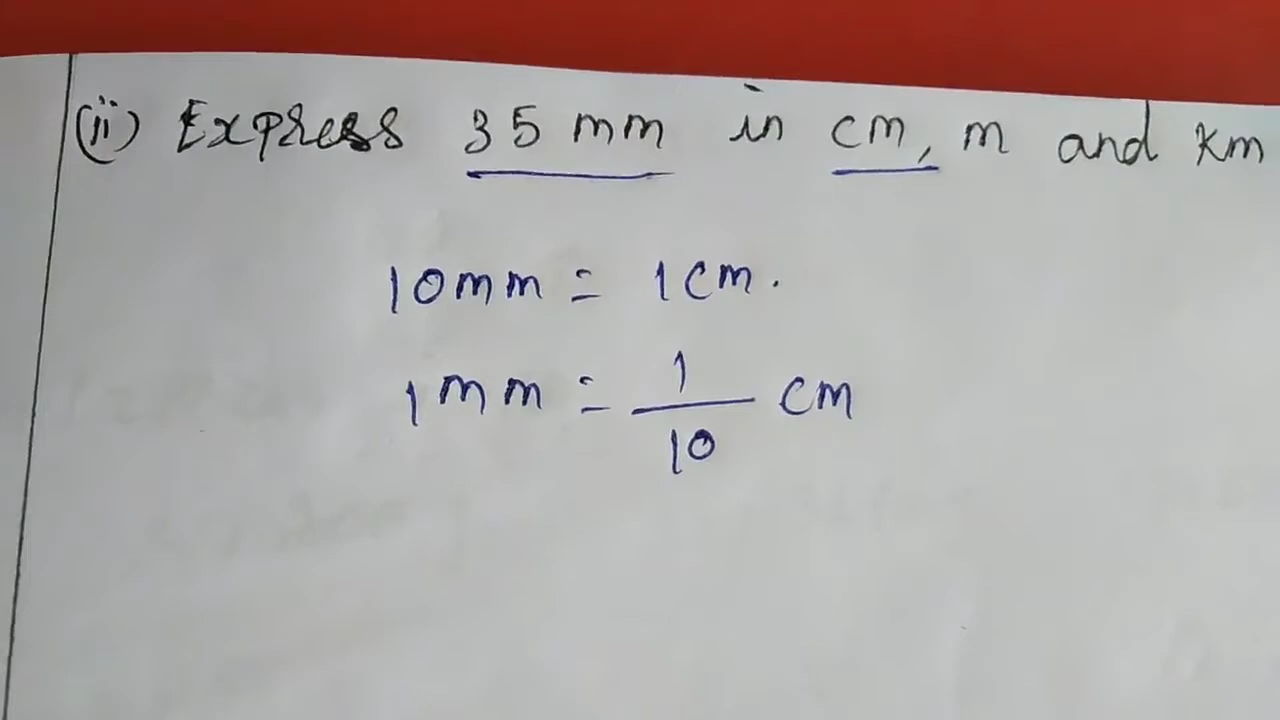 (ii) Express 35 mm in cm, m and km
10mm = 1cm.
1mm = 1/10 cm